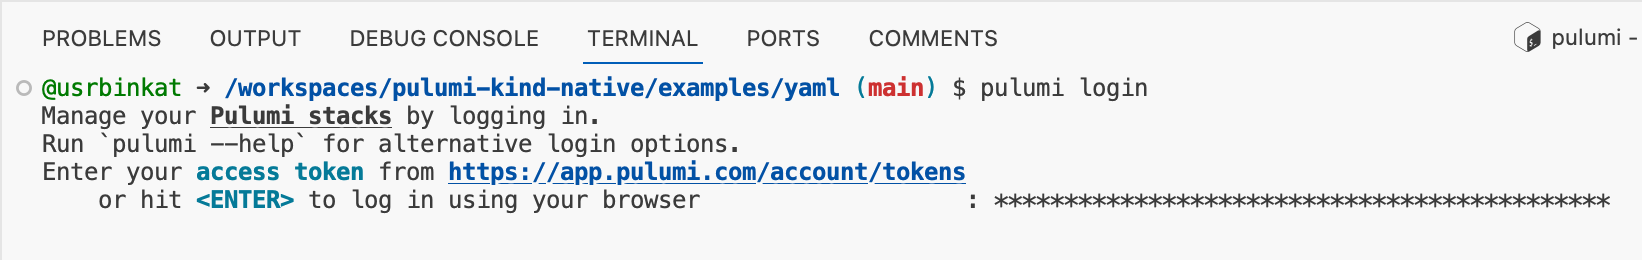 PROBLEMS OUTPUT DEBUG CONSOLE TERMINAL PORTS COMMENTS pulumi -
@usrbinkat → /workspaces/pulumi-kind-native/examples/yaml (main) $ pulumi login
Manage your Pulumi stacks by logging in.
Run `pulumi --help` for alternative login options.
Enter your access token from https://app.pulumi.com/account/tokens
or hit <ENTER> to log in using your browser : ********************************************